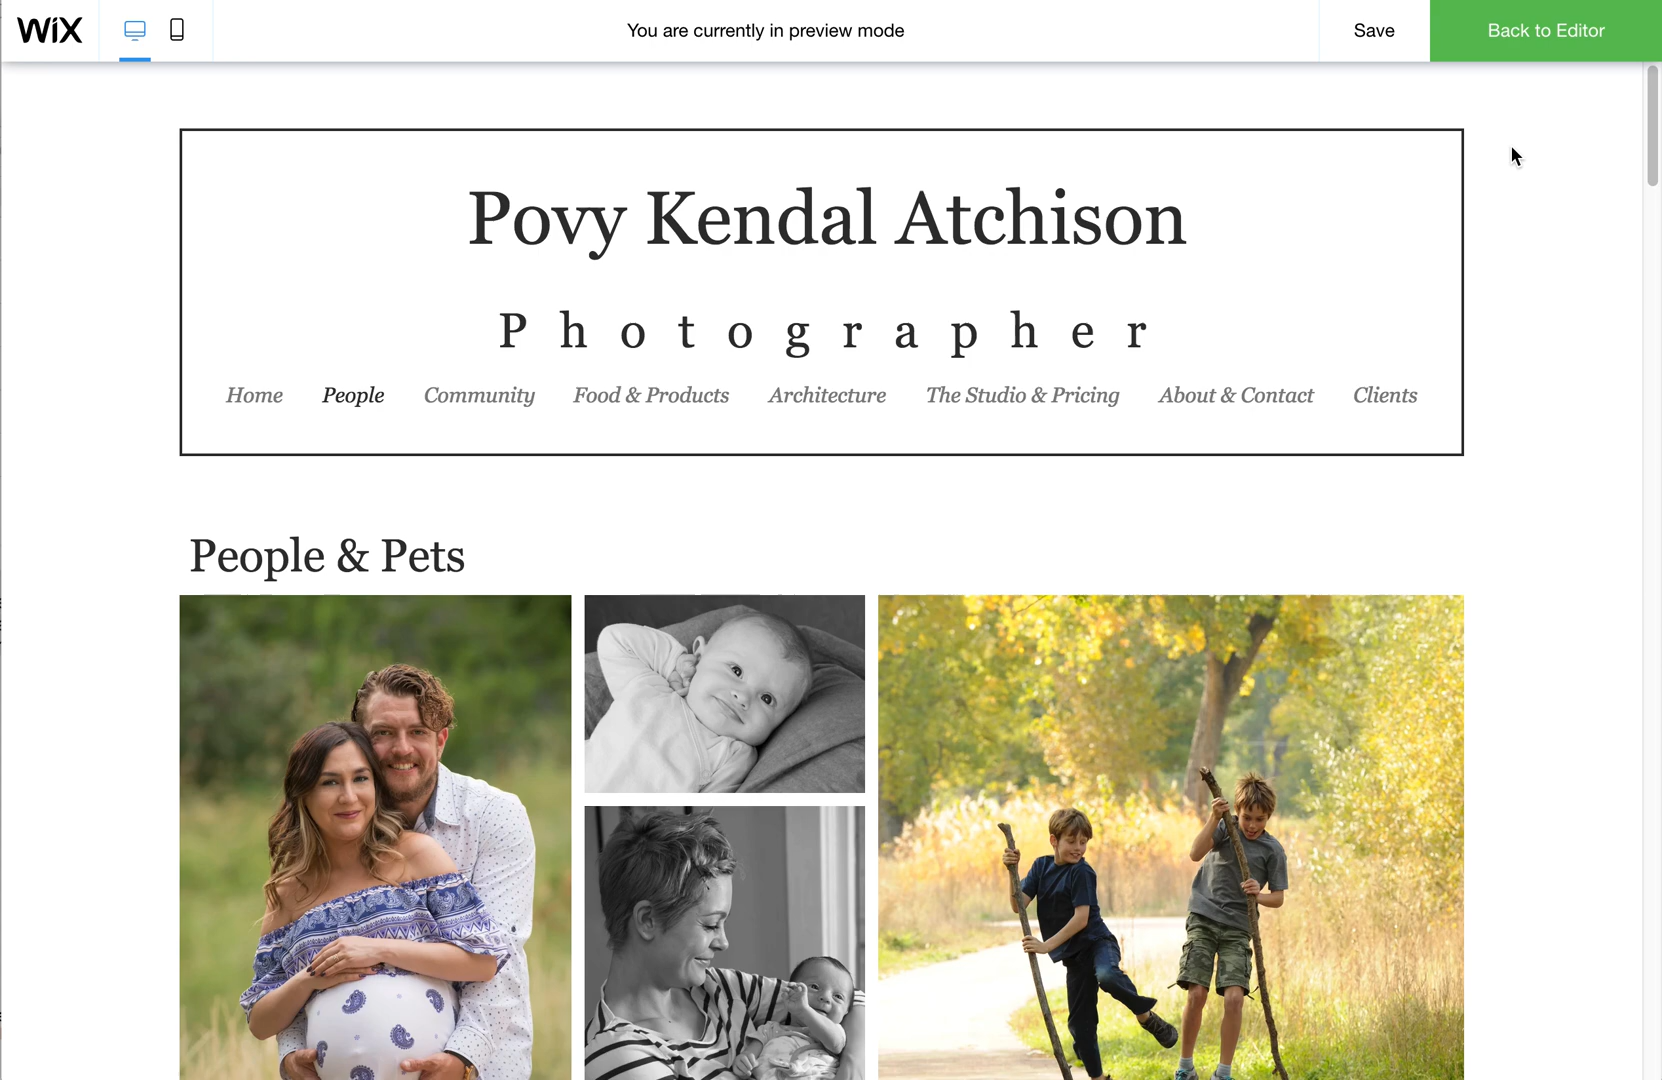 WiX
You are currently in preview mode
Save
Back to Editor
Povy Kendal Atchison
Photographer
Home People Community Food & Products Architecture The Studio & Pricing About & Contact Clients
People & Pets